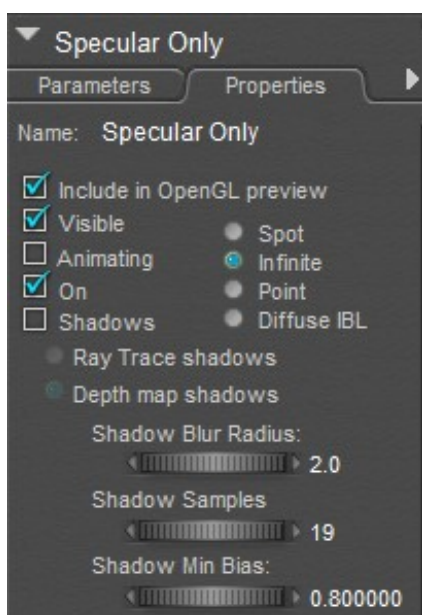 Specular Only
Parameters
Properties
Name: Specular Only
Include in OpenGL preview
Visible
Animating
On
Shadows
Spot
Infinite
Point
Diffuse IBL
Ray Trace shadows
Depth map shadows
Shadow Blur Radius:
2.0
Shadow Samples
19
Shadow Min Bias:
0.800000